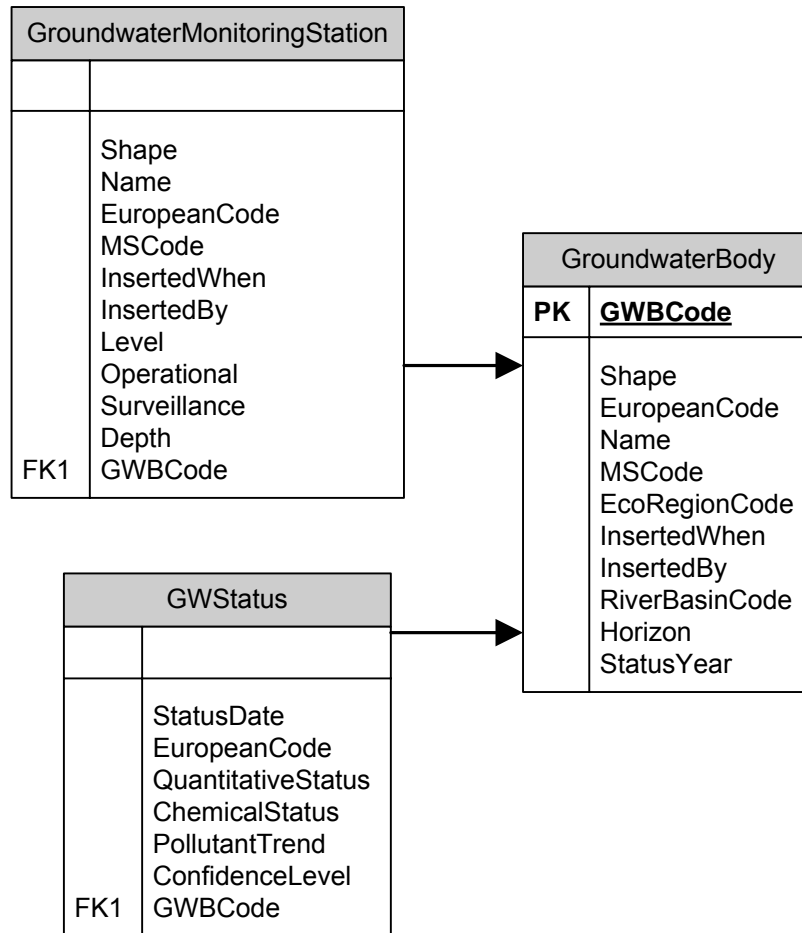 GroundwaterMonitoringStation
Shape
Name
EuropeanCode
MSCode
InsertedWhen
InsertedBy
Level
Operational
Surveillance
Depth
FK1 GWBCode
GroundwaterBody
PK GWBCode
Shape
EuropeanCode
Name
MSCode
EcoRegionCode
InsertedWhen
InsertedBy
RiverBasinCode
Horizon
StatusYear
GWStatus
StatusDate
EuropeanCode
QuantitativeStatus
ChemicalStatus
PollutantTrend
ConfidenceLevel
FK1 GWBCode